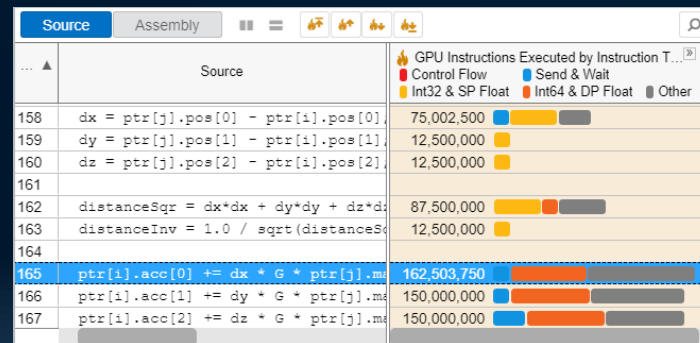 Source Assembly
... ▲ Source
GPU Instructions Executed by Instruction T...
Control Flow Send & Wait
Int32 & SP Float Int64 & DP Float Other
158 dx = ptr[j].pos[0] - ptr[i].pos[0] 75,002,500
159 dy = ptr[j].pos[1] - ptr[i].pos[1] 12,500,000
160 dz = ptr[j].pos[2] - ptr[i].pos[2] 12,500,000
161
162 distanceSqr = dx*dx + dy*dy + dz*dz 87,500,000
163 distanceInv = 1.0 / sqrt(distanceS 12,500,000
164
165 ptr[i].acc[0] += dx * G * ptr[j].ma 162,503,750
166 ptr[i].acc[1] += dy * G * ptr[j].ma 150,000,000
167 ptr[i].acc[2] += dz * G * ptr[j].ma 150,000,000